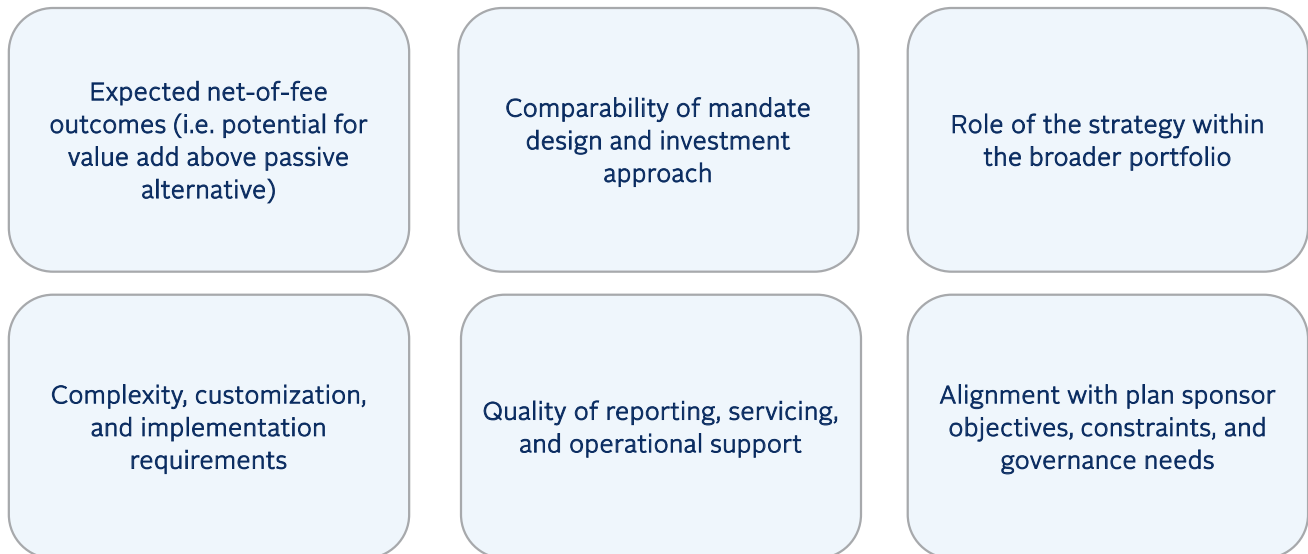 Expected net-of-fee
outcomes (i.e. potential for
value add above passive
alternative)
Comparability of mandate
design and investment
approach
Role of the strategy within
the broader portfolio
Complexity, customization,
and implementation
requirements
Quality of reporting, servicing,
and operational support
Alignment with plan sponsor
objectives, constraints, and
governance needs